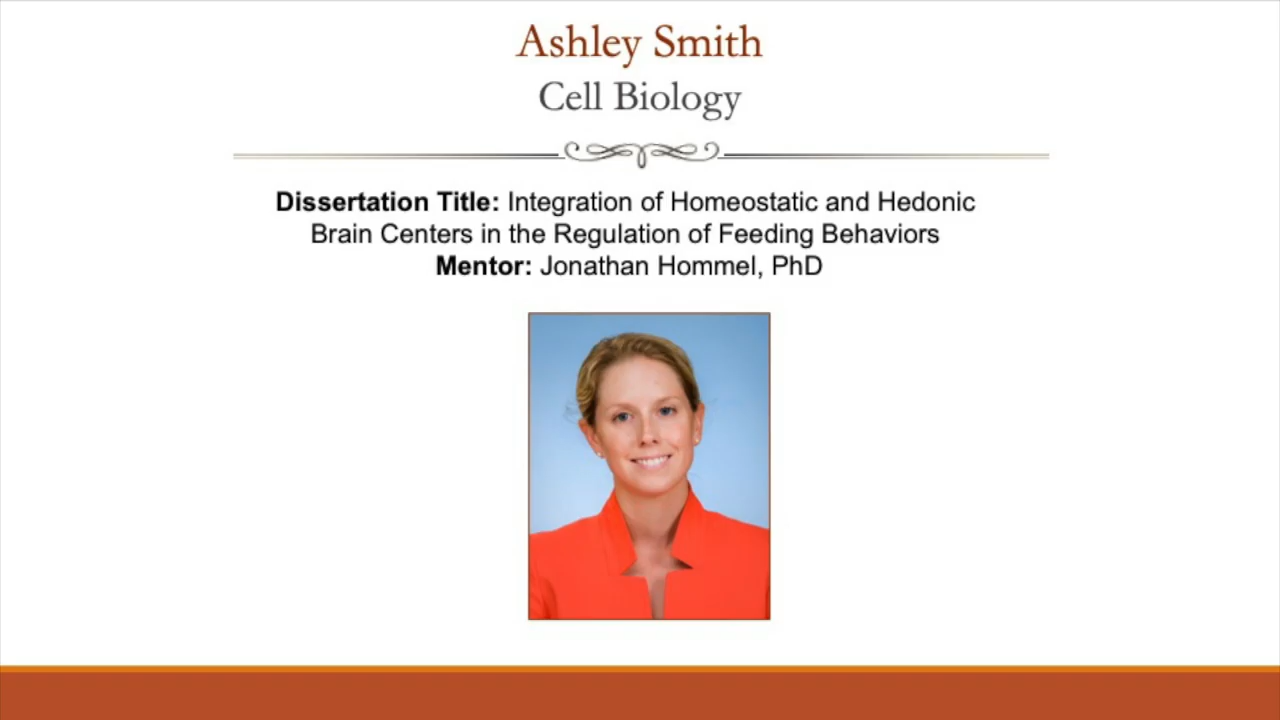 Ashley Smith
Cell Biology
Dissertation Title: Integration of Homeostatic and Hedonic
Brain Centers in the Regulation of Feeding Behaviors
Mentor: Jonathan Hommel, PhD